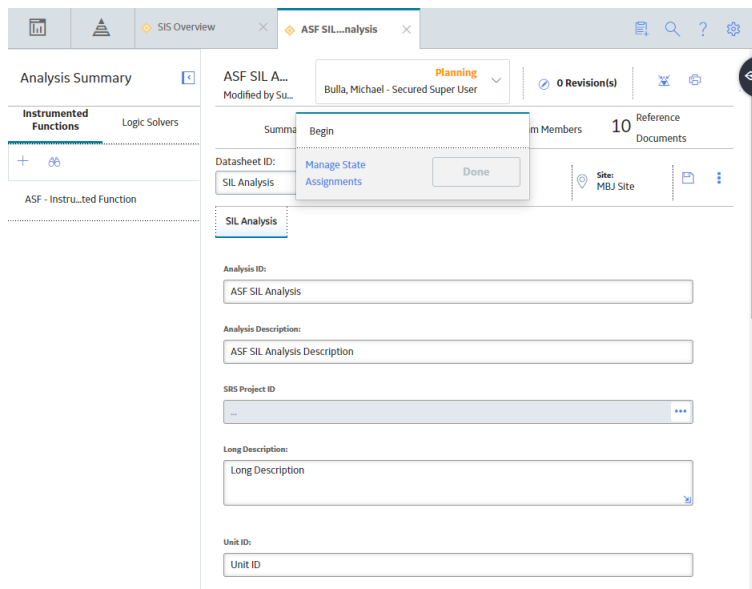 SIS Overview
ASF SIL...nalysis
Analysis Summary
Instrumented
Functions
Logic Solvers
ASF - Instru...ted Function
ASF SIL A...
Modified by Su...
Planning
Bulla, Michael - Secured Super User
0 Revision(s)
Summa
Begin
m Members
10
Reference
Documents
Manage State
Assignments
Done
Datasheet ID:
SIL Analysis
Site:
MBJ Site
SIL Analysis
Analysis ID:
ASF SIL Analysis
Analysis Description:
ASF SIL Analysis Description
SRS Project ID
...
Long Description:
Long Description
Unit ID:
Unit ID